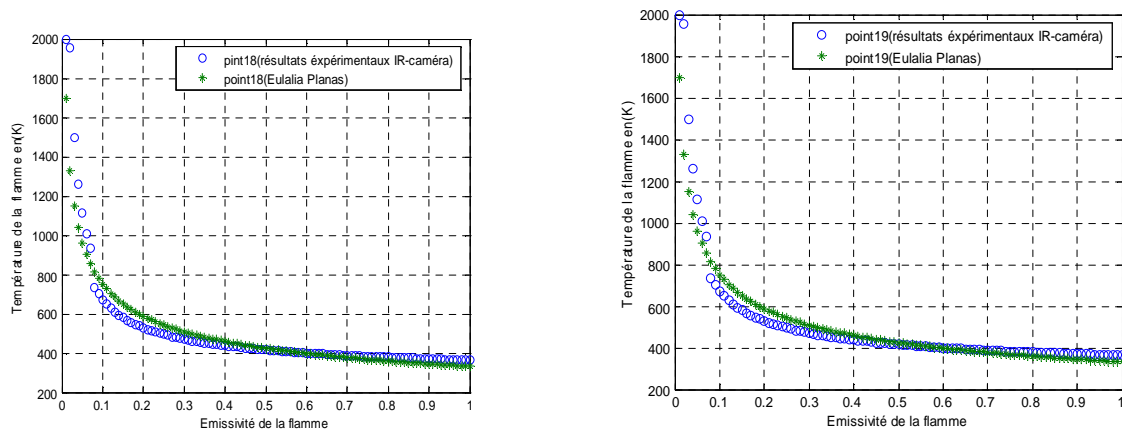 2000
1800
1600
1400
1200
1000
800
600
400
200
Température de la flamme en(K)
pint18(résultats éxpérimentaux IR-caméra)
point18(Eulalia Planas)
0 0.1 0.2 0.3 0.4 0.5 0.6 0.7 0.8 0.9 1
Emissivité de la flamme
2000
1800
1600
1400
1200
1000
800
600
400
200
Température de la flamme en(K)
point19(résultats éxpérimentaux IR-caméra)
point19(Eulalia Planas)
0 0.1 0.2 0.3 0.4 0.5 0.6 0.7 0.8 0.9 1
Emissivité de la flamme